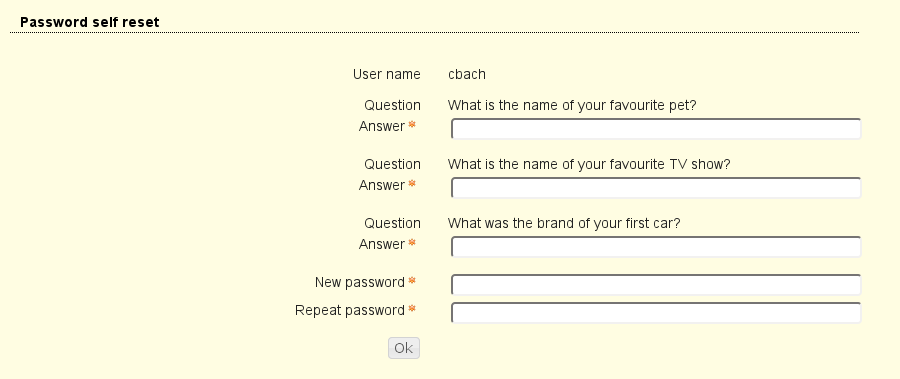 Password self reset
User name cbach
Question What is the name of your favourite pet?
Answer *
Question What is the name of your favourite TV show?
Answer *
Question What was the brand of your first car?
Answer *
New password *
Repeat password *
Ok